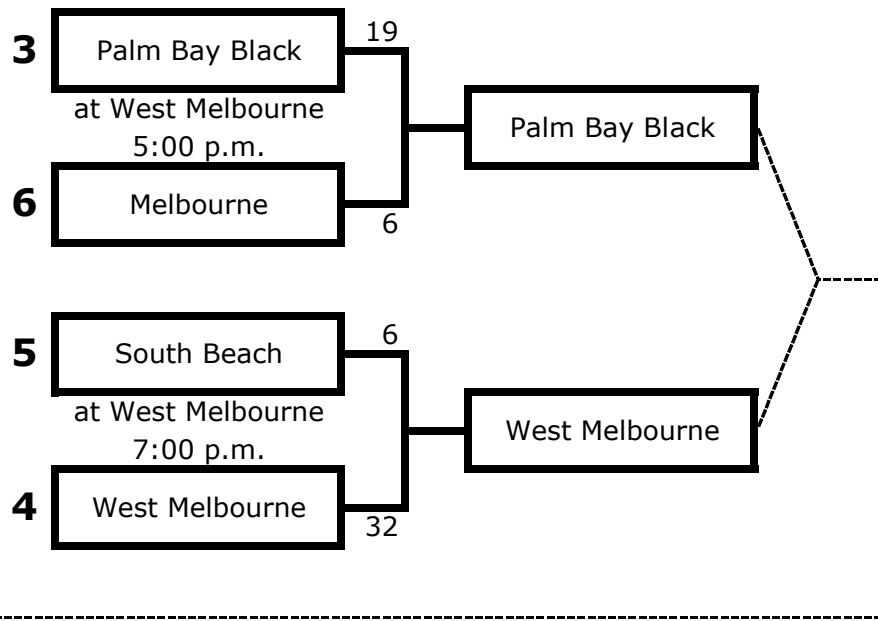 19
3 Palm Bay Black
at West Melbourne
5:00 p.m.
Palm Bay Black
6 Melbourne
6
5 South Beach
6
at West Melbourne
7:00 p.m.
West Melbourne
4 West Melbourne
32